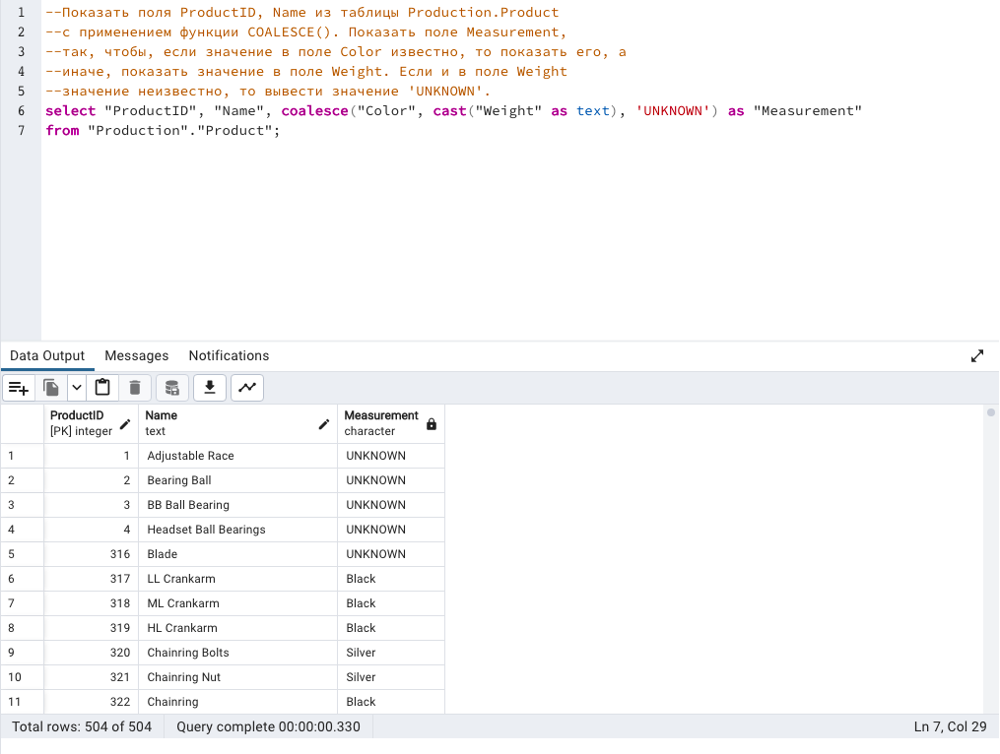 1 --Показать поля ProductID, Name из таблицы Production.Product
2 --с применением функции COALESCE(). Показать поле Measurement,
3 --так, чтобы, если значение в поле Color известно, то показать его, а
4 --иначе, показать значение в поле Weight. Если и в поле Weight
5 --значение неизвестно, то вывести значение 'UNKNOWN'.
6 select "ProductID", "Name", coalesce("Color", cast("Weight" as text), 'UNKNOWN') as "Measurement"
7 from "Production"."Product";
Data Output Messages Notifications
ProductID Name Measurement
[PK] integer text character
1 1 Adjustable Race UNKNOWN
2 2 Bearing Ball UNKNOWN
3 3 BB Ball Bearing UNKNOWN
4 4 Headset Ball Bearings UNKNOWN
5 316 Blade UNKNOWN
6 317 LL Crankarm Black
7 318 ML Crankarm Black
8 319 HL Crankarm Black
9 320 Chainring Bolts Silver
10 321 Chainring Nut Silver
11 322 Chainring Black
Total rows: 504 of 504 Query complete 00:00:00.330 Ln 7, Col 29